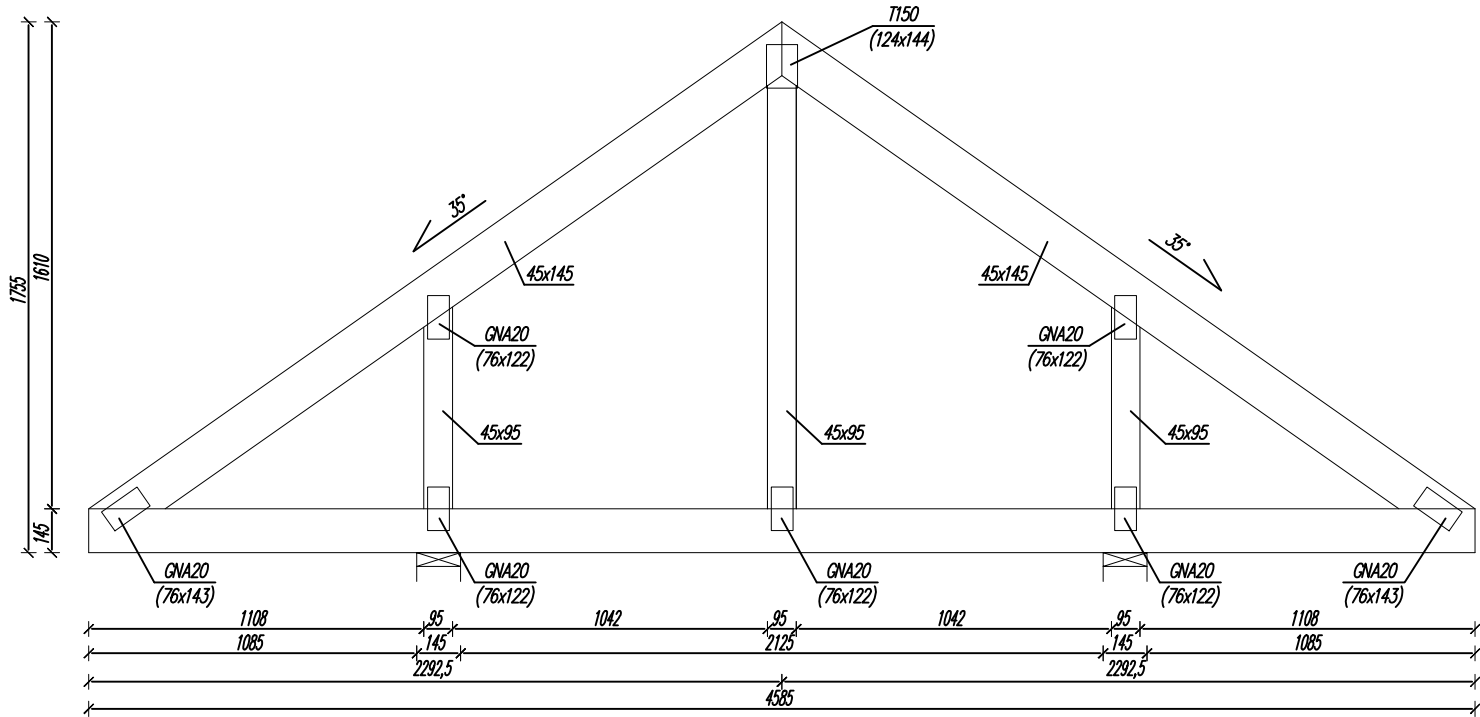 T150
(124x144)
35°
35°
1755
1610
145
45x145
45x145
GNA20
(76x122)
GNA20
(76x122)
45x95
45x95
45x95
GNA20
(76x143)
GNA20
(76x122)
GNA20
(76x122)
GNA20
(76x122)
GNA20
(76x143)
1108
95
1042
95
1042
95
1108
1085
145
2125
145
1085
2292,5
2292,5
4585